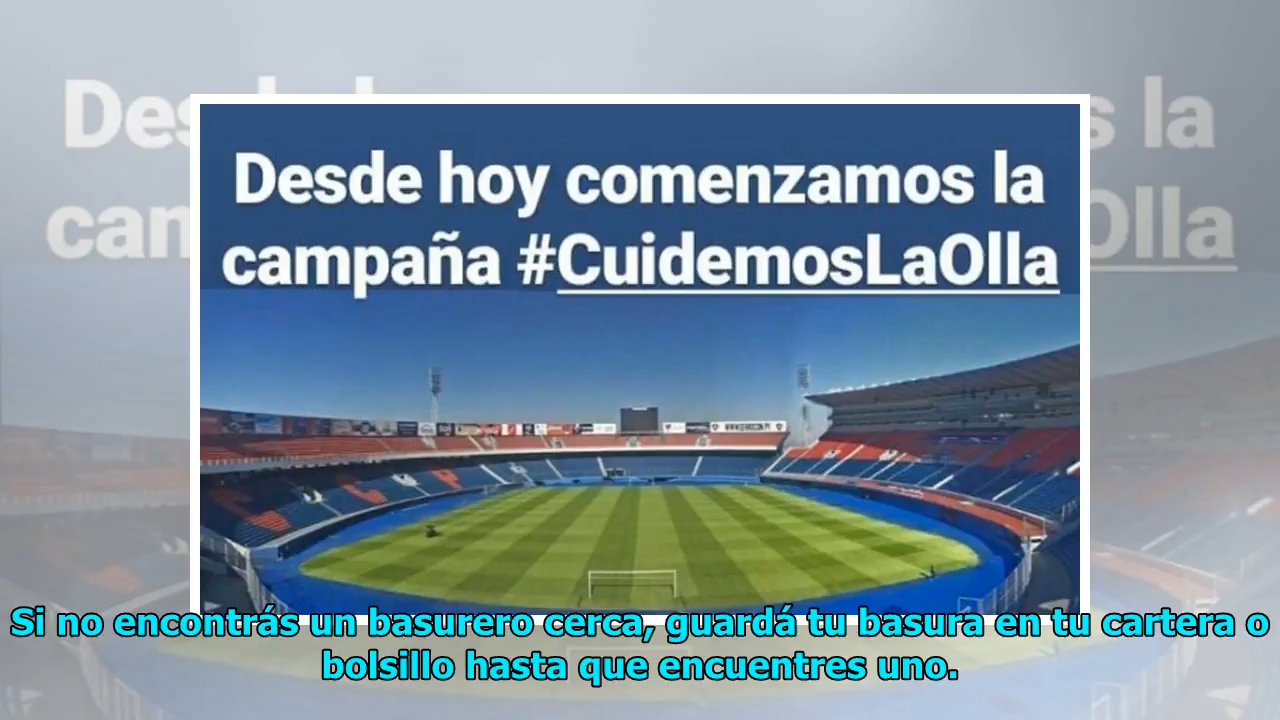 Desde hoy comenzamos la
campaña #CuidemosLaOlla
Si no encontrás un basurero cerca, guardá tu basura en tu cartera o
bolsillo hasta que encuentres uno.